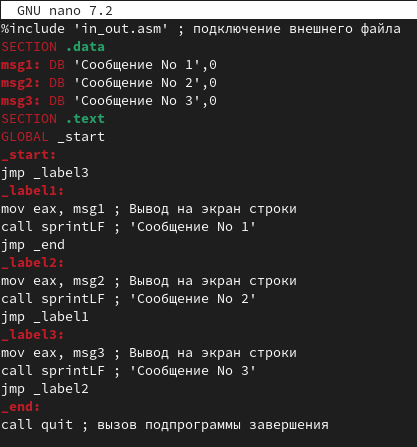 GNU nano 7.2
%include 'in_out.asm' ; подключение внешнего файла
SECTION .data
msg1: DB 'Сообщение No 1',0
msg2: DB 'Сообщение No 2',0
msg3: DB 'Сообщение No 3',0
SECTION .text
GLOBAL _start
_start:
jmp _label3
_label1:
mov eax, msg1 ; Вывод на экран строки
call sprintLF ; 'Сообщение No 1'
jmp _end
_label2:
mov eax, msg2 ; Вывод на экран строки
call sprintLF ; 'Сообщение No 2'
jmp _label1
_label3:
mov eax, msg3 ; Вывод на экран строки
call sprintLF ; 'Сообщение No 3'
jmp _label2
_end:
call quit ; вызов подпрограммы завершения